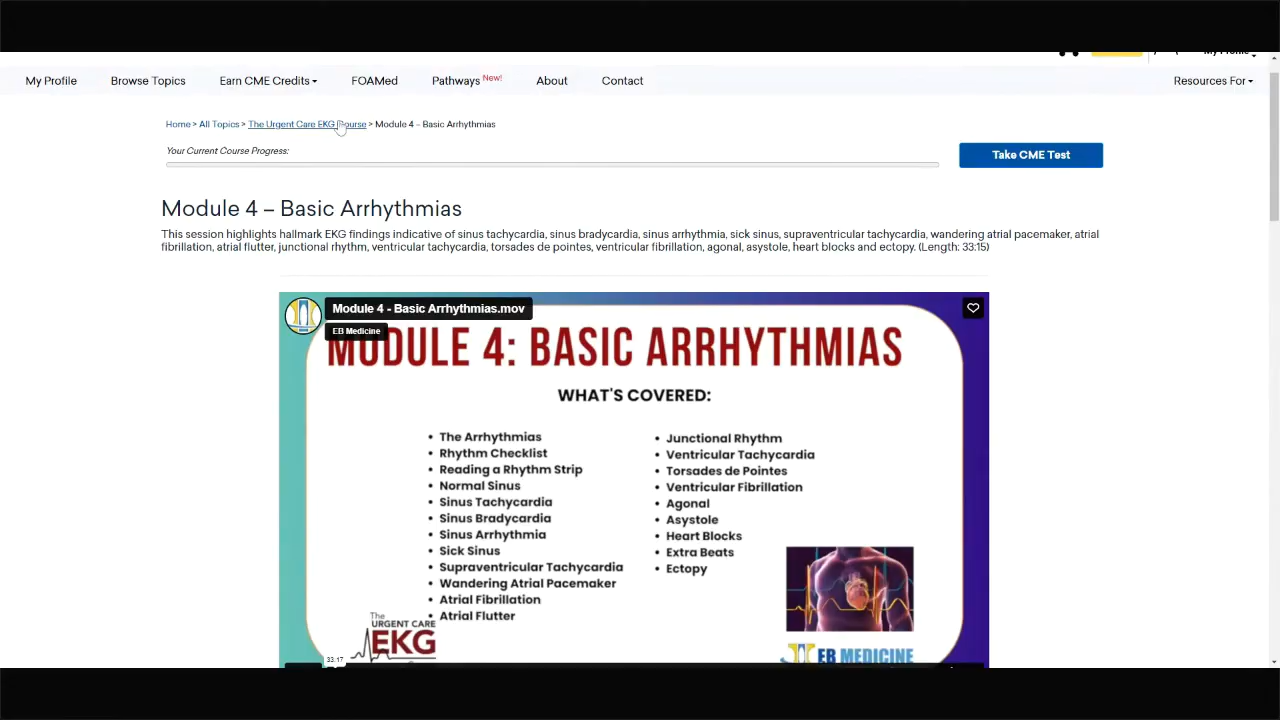 My Profile
My Profile Browse Topics Earn CME Credits FOAMed Pathways New! About Contact Resources For
Home > All Topics > The Urgent Care EKG Course > Module 4 – Basic Arrhythmias
Your Current Course Progress:
Take CME Test
Module 4 – Basic Arrhythmias
This session highlights hallmark EKG findings indicative of sinus tachycardia, sinus bradycardia, sinus arrhythmia, sick sinus, supraventricular tachycardia, wandering atrial pacemaker, atrial
fibrillation, atrial flutter, junctional rhythm, ventricular tachycardia, torsades de pointes, ventricular fibrillation, agonal, asystole, heart blocks and ectopy. (Length: 33:15)
Module 4 - Basic Arrhythmias.mov
EB Medicine
MODULE 4: BASIC ARRHYTHMIAS
WHAT'S COVERED:
• The Arrhythmias
• Rhythm Checklist
• Reading a Rhythm Strip
• Normal Sinus
• Sinus Tachycardia
• Sinus Bradycardia
• Sinus Arrhythmia
• Sick Sinus
• Supraventricular Tachycardia
• Wandering Atrial Pacemaker
• Atrial Fibrillation
• Atrial Flutter
• Junctional Rhythm
• Ventricular Tachycardia
• Torsades de Pointes
• Ventricular Fibrillation
• Agonal
• Asystole
• Heart Blocks
• Extra Beats
• Ectopy
The
URGENT CARE
EKG
EB MEDICINE
33:17